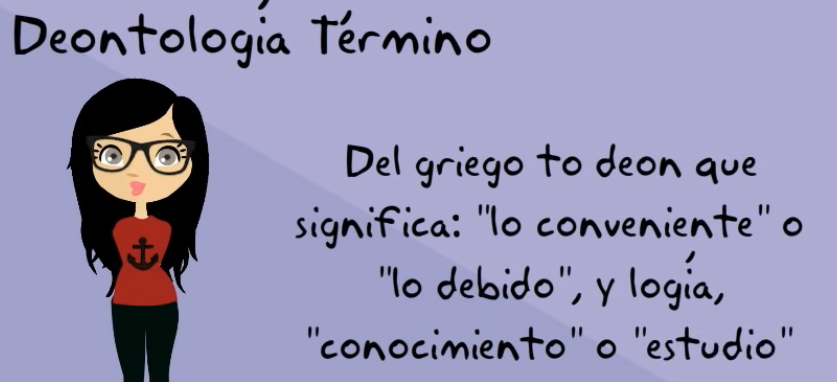 Deontología Término
Del griego to deon que
significa: "lo conveniente" o
"lo debido", y logía,
"conocimiento" o "estudio"